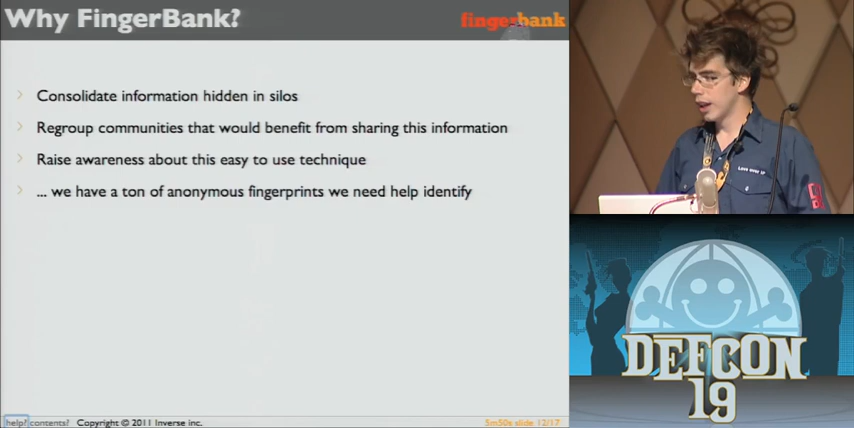 Why FingerBank?
fingerbank
Consolidate information hidden in silos
Regroup communities that would benefit from sharing this information
Raise awareness about this easy to use technique
... we have a ton of anonymous fingerprints we need help identify
help? contents? Copyright © 2011 Inverse inc.
5m50s slide 12/17
DEFCON
19